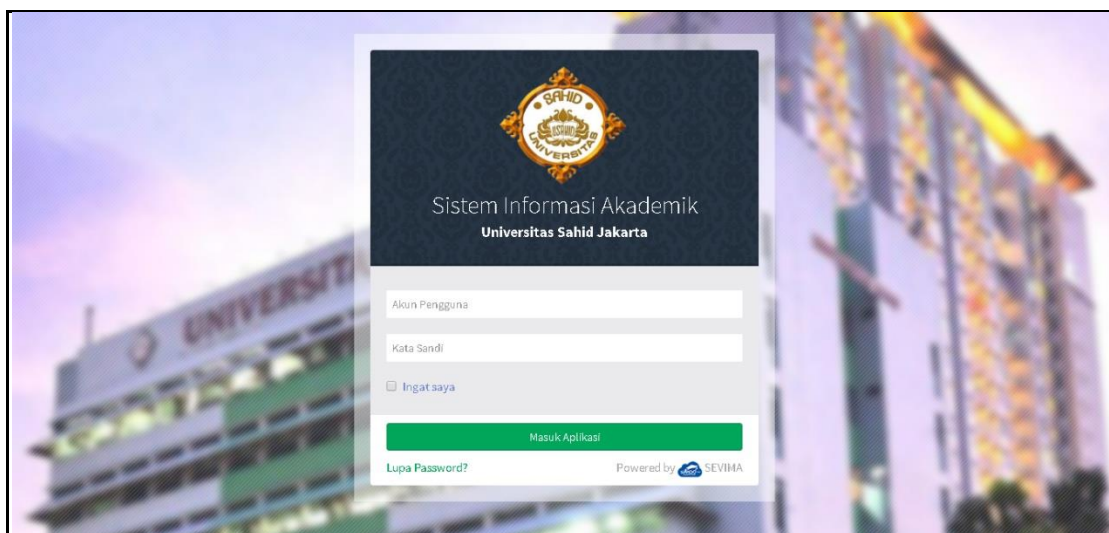 SAHID
USAHID
UNIVERSITAS
Sistem Informasi Akademik
Universitas Sahid Jakarta
UNIVERSIT
Akun Pengguna
Kata Sandi
Ingat saya
Masuk Aplikasi
Lupa Password?
Powered by SEVIMA